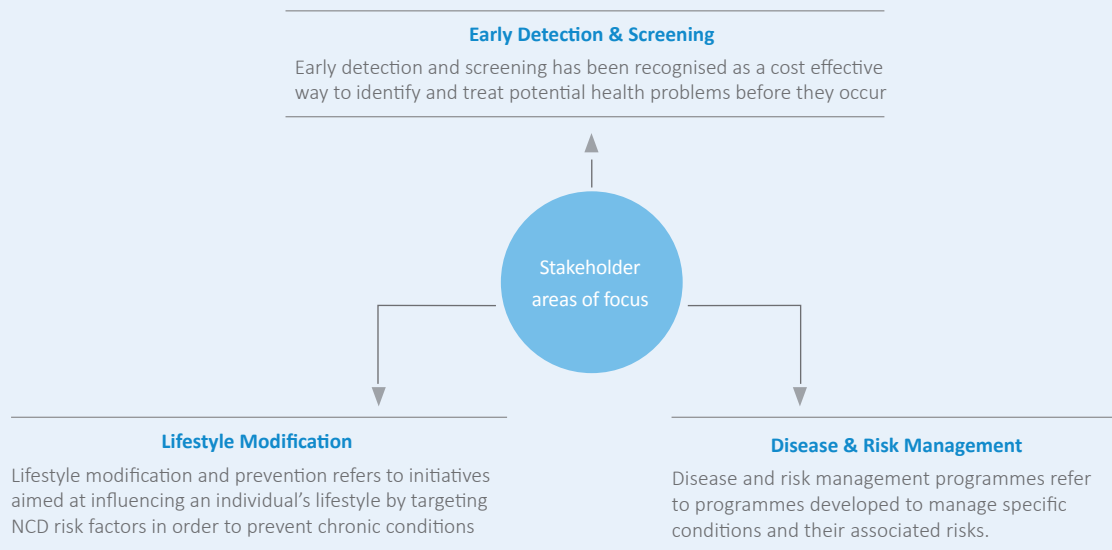 Early Detection & Screening
Early detection and screening has been recognised as a cost effective
way to identify and treat potential health problems before they occur
Stakeholder
areas of focus
Lifestyle Modification
Lifestyle modification and prevention refers to initiatives
aimed at influencing an individual’s lifestyle by targeting
NCD risk factors in order to prevent chronic conditions
Disease & Risk Management
Disease and risk management programmes refer
to programmes developed to manage specific
conditions and their associated risks.